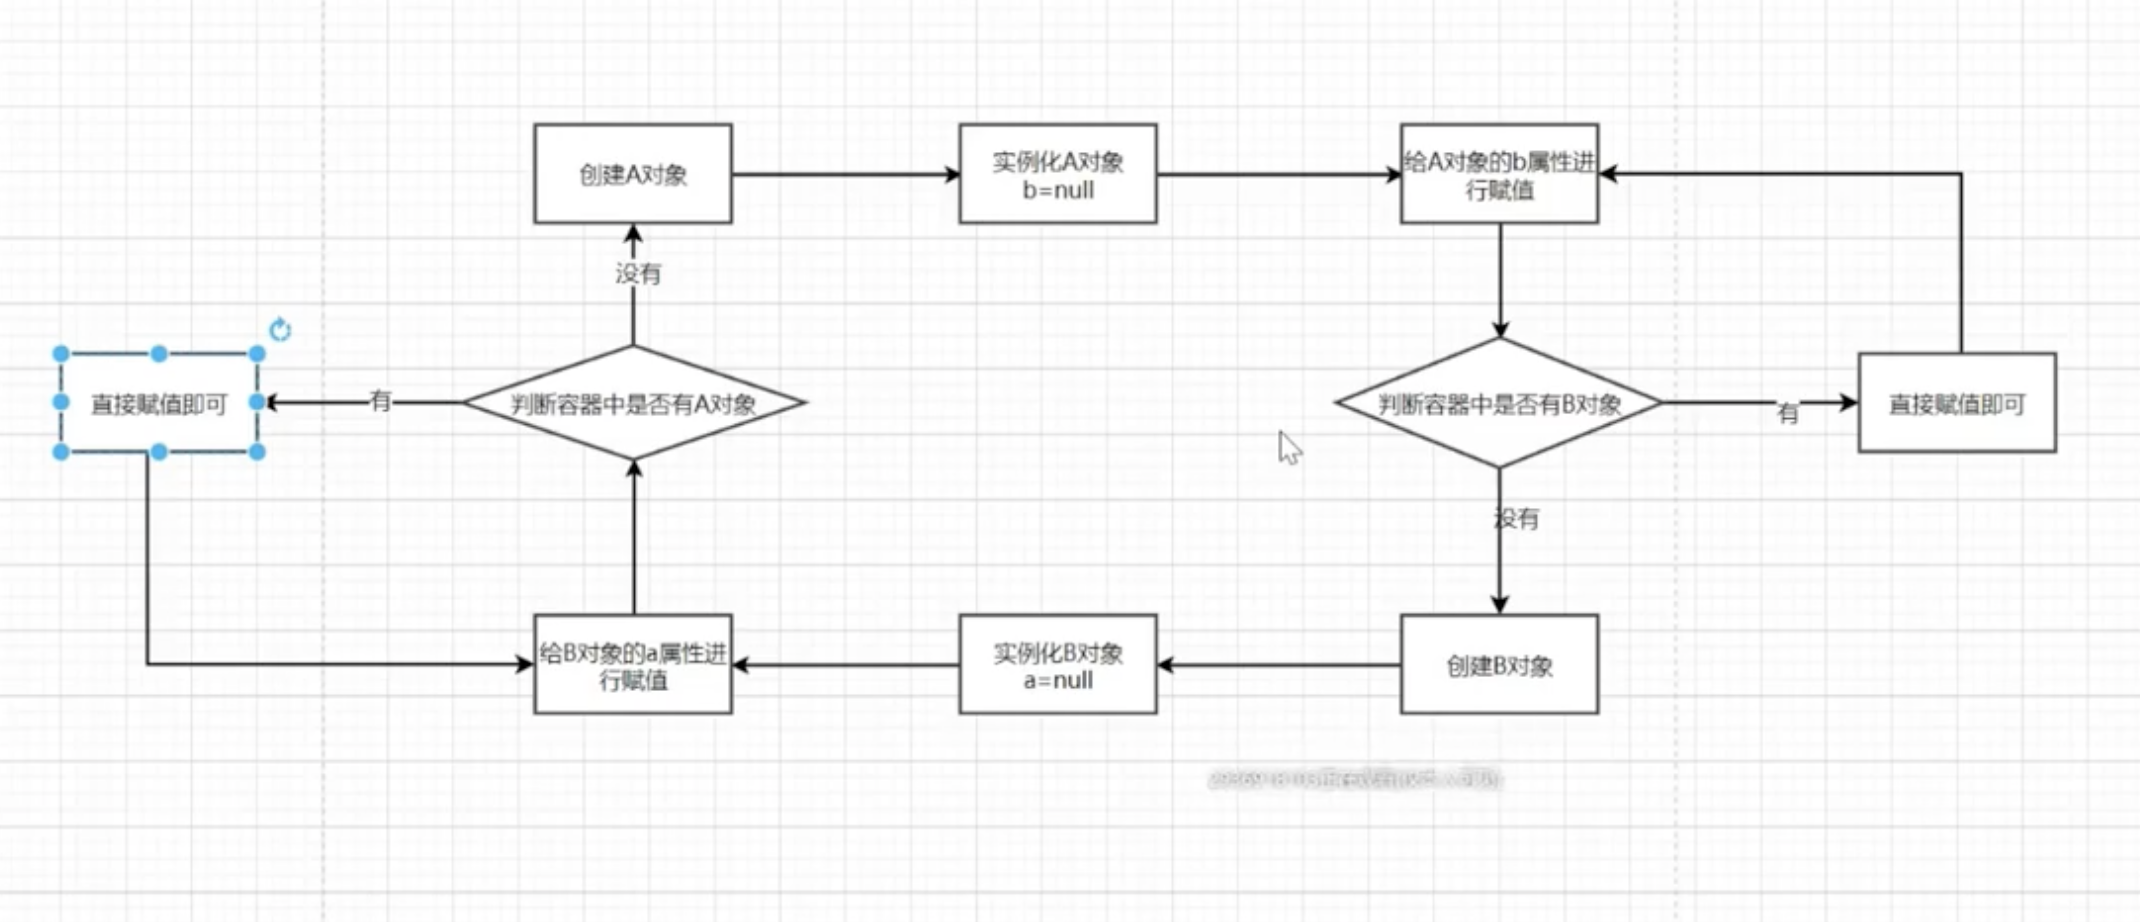 创建A对象
实例化A对象
b=null
给A对象的b属性进
行赋值
没有
直接赋值即可
有
判断容器中是否有A对象
判断容器中是否有B对象
有
直接赋值即可
没有
给B对象的a属性进
行赋值
实例化B对象
a=null
创建B对象